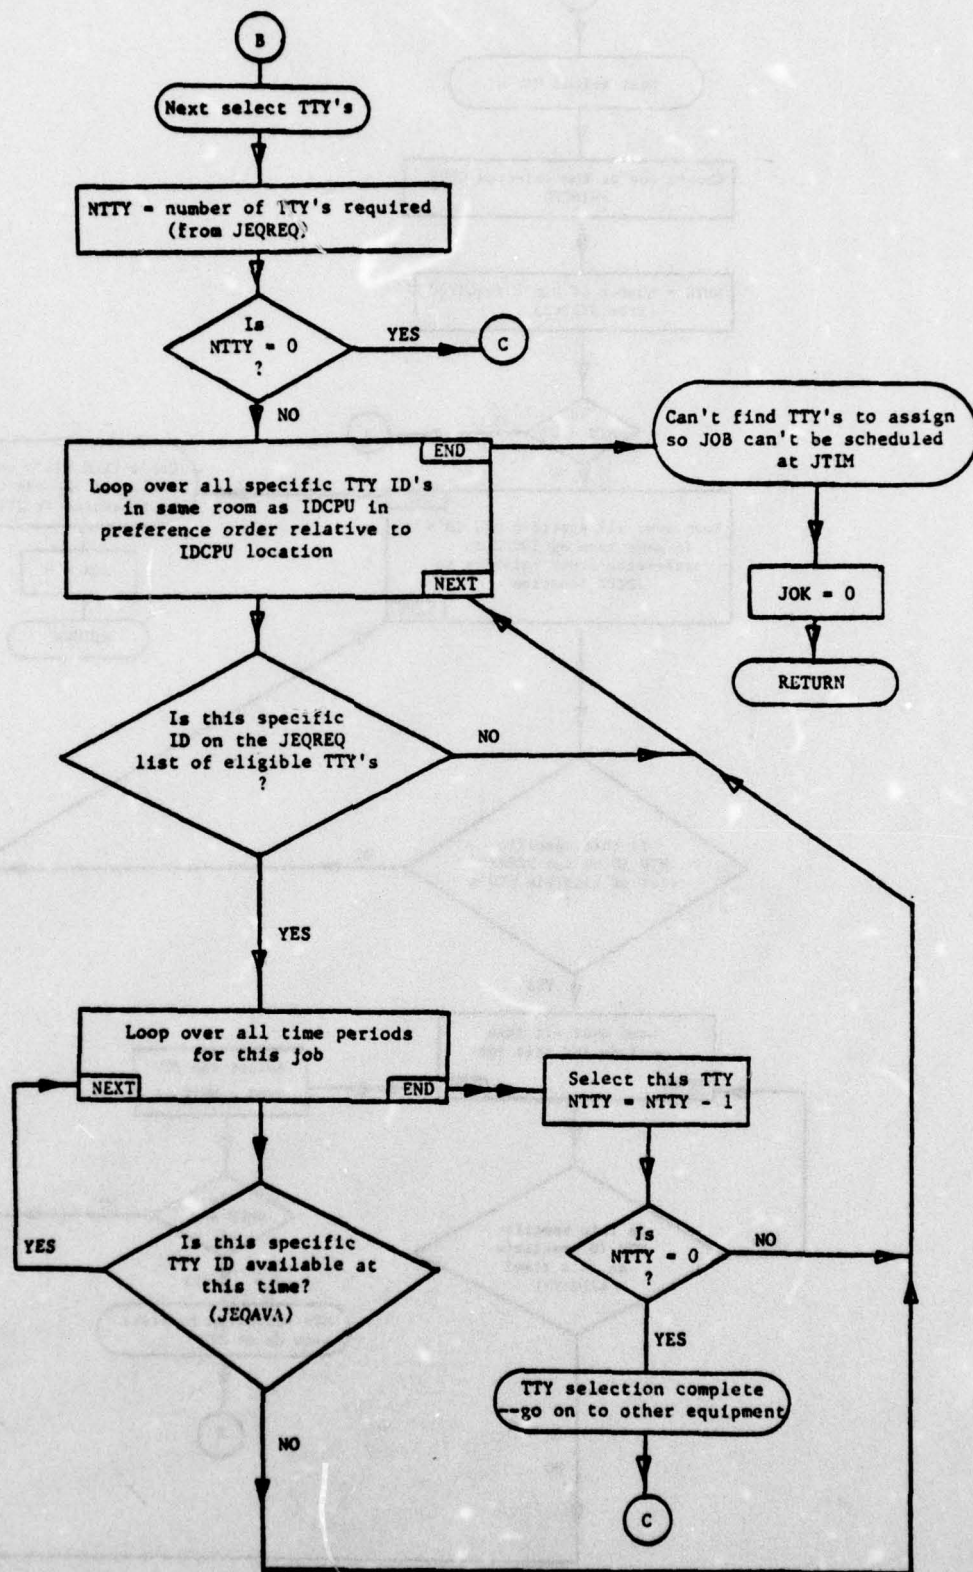 B
Next select TTY's
NTTY = number of TTY's required
(from JEQREQ)
Is
NTTY = 0
?
YES
C
NO
END
Can't find TTY's to assign
so JOB can't be scheduled
at JTIM
Loop over all specific TTY ID's
in same room as IDCPU in
preference order relative to
IDCPU location
NEXT
JOK = 0
RETURN
Is this specific
ID on the JEQREQ
list of eligible TTY's
?
NO
YES
Loop over all time periods
for this job
NEXT
END
Select this TTY
NTTY = NTTY - 1
Is this specific
TTY ID available at
this time?
(JEQAVA)
YES
Is
NTTY = 0
?
NO
YES
TTY selection complete
--go on to other equipment
NO
C